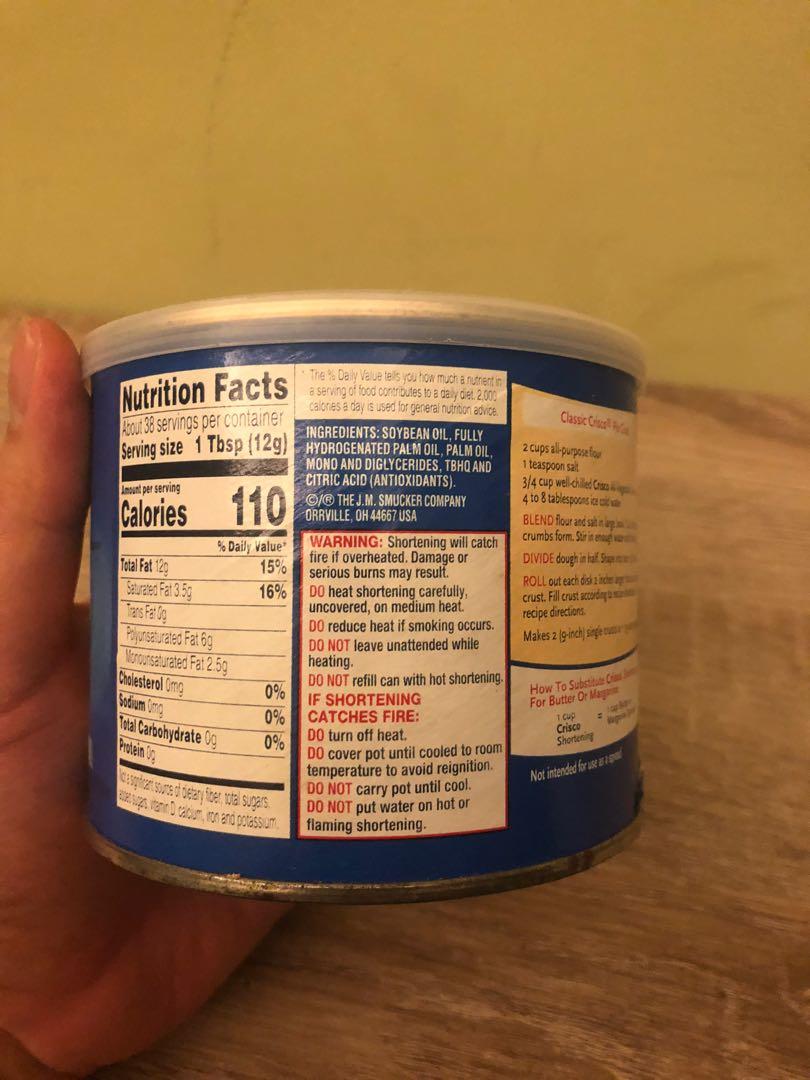 Nutrition Facts
About 38 servings per container
Serving size 1 Tbsp (12g)
Amount per serving
Calories 110
% Daily Value*
Total Fat 12g 15%
Saturated Fat 3.5g 16%
Trans Fat 0g
Polyunsaturated Fat 6g
Monounsaturated Fat 2.5g
Cholesterol 0mg 0%
Sodium 0mg 0%
Total Carbohydrate 0g 0%
Protein 0g
Not a significant source of dietary fiber, total sugars,
added sugars, vitamin D, calcium, iron and potassium.
* The % Daily Value tells you how much a nutrient in
a serving of food contributes to a daily diet. 2,000
calories a day is used for general nutrition advice.
INGREDIENTS: SOYBEAN OIL, FULLY
HYDROGENATED PALM OIL, PALM OIL,
MONO AND DIGLYCERIDES, TBHQ AND
CITRIC ACID (ANTIOXIDANTS).
©/® THE J.M. SMUCKER COMPANY
ORRVILLE, OH 44667 USA
WARNING: Shortening will catch
fire if overheated. Damage or
serious burns may result.
DO heat shortening carefully,
uncovered, on medium heat.
DO reduce heat if smoking occurs.
DO NOT leave unattended while
heating.
DO NOT refill can with hot shortening.
IF SHORTENING
CATCHES FIRE:
DO turn off heat.
DO cover pot until cooled to room
temperature to avoid reignition.
DO NOT carry pot until cool.
DO NOT put water on hot or
flaming shortening.
Classic Crisco® Pie Crust
2 cups all-purpose flour
1 teaspoon salt
3/4 cup well-chilled Crisco
4 to 8 tablespoons ice cold
BLEND flour and salt in large
crumbs form. Stir in enough
DIVIDE dough in half. Shape
ROLL out each disk 2 inches
crust. Fill crust according to
recipe directions.
Makes 2 (9-inch) single
How To Substitute Crisco
For Butter Or Margarine
1 cup
Crisco
Shortening
=
Not intended for use as a spread